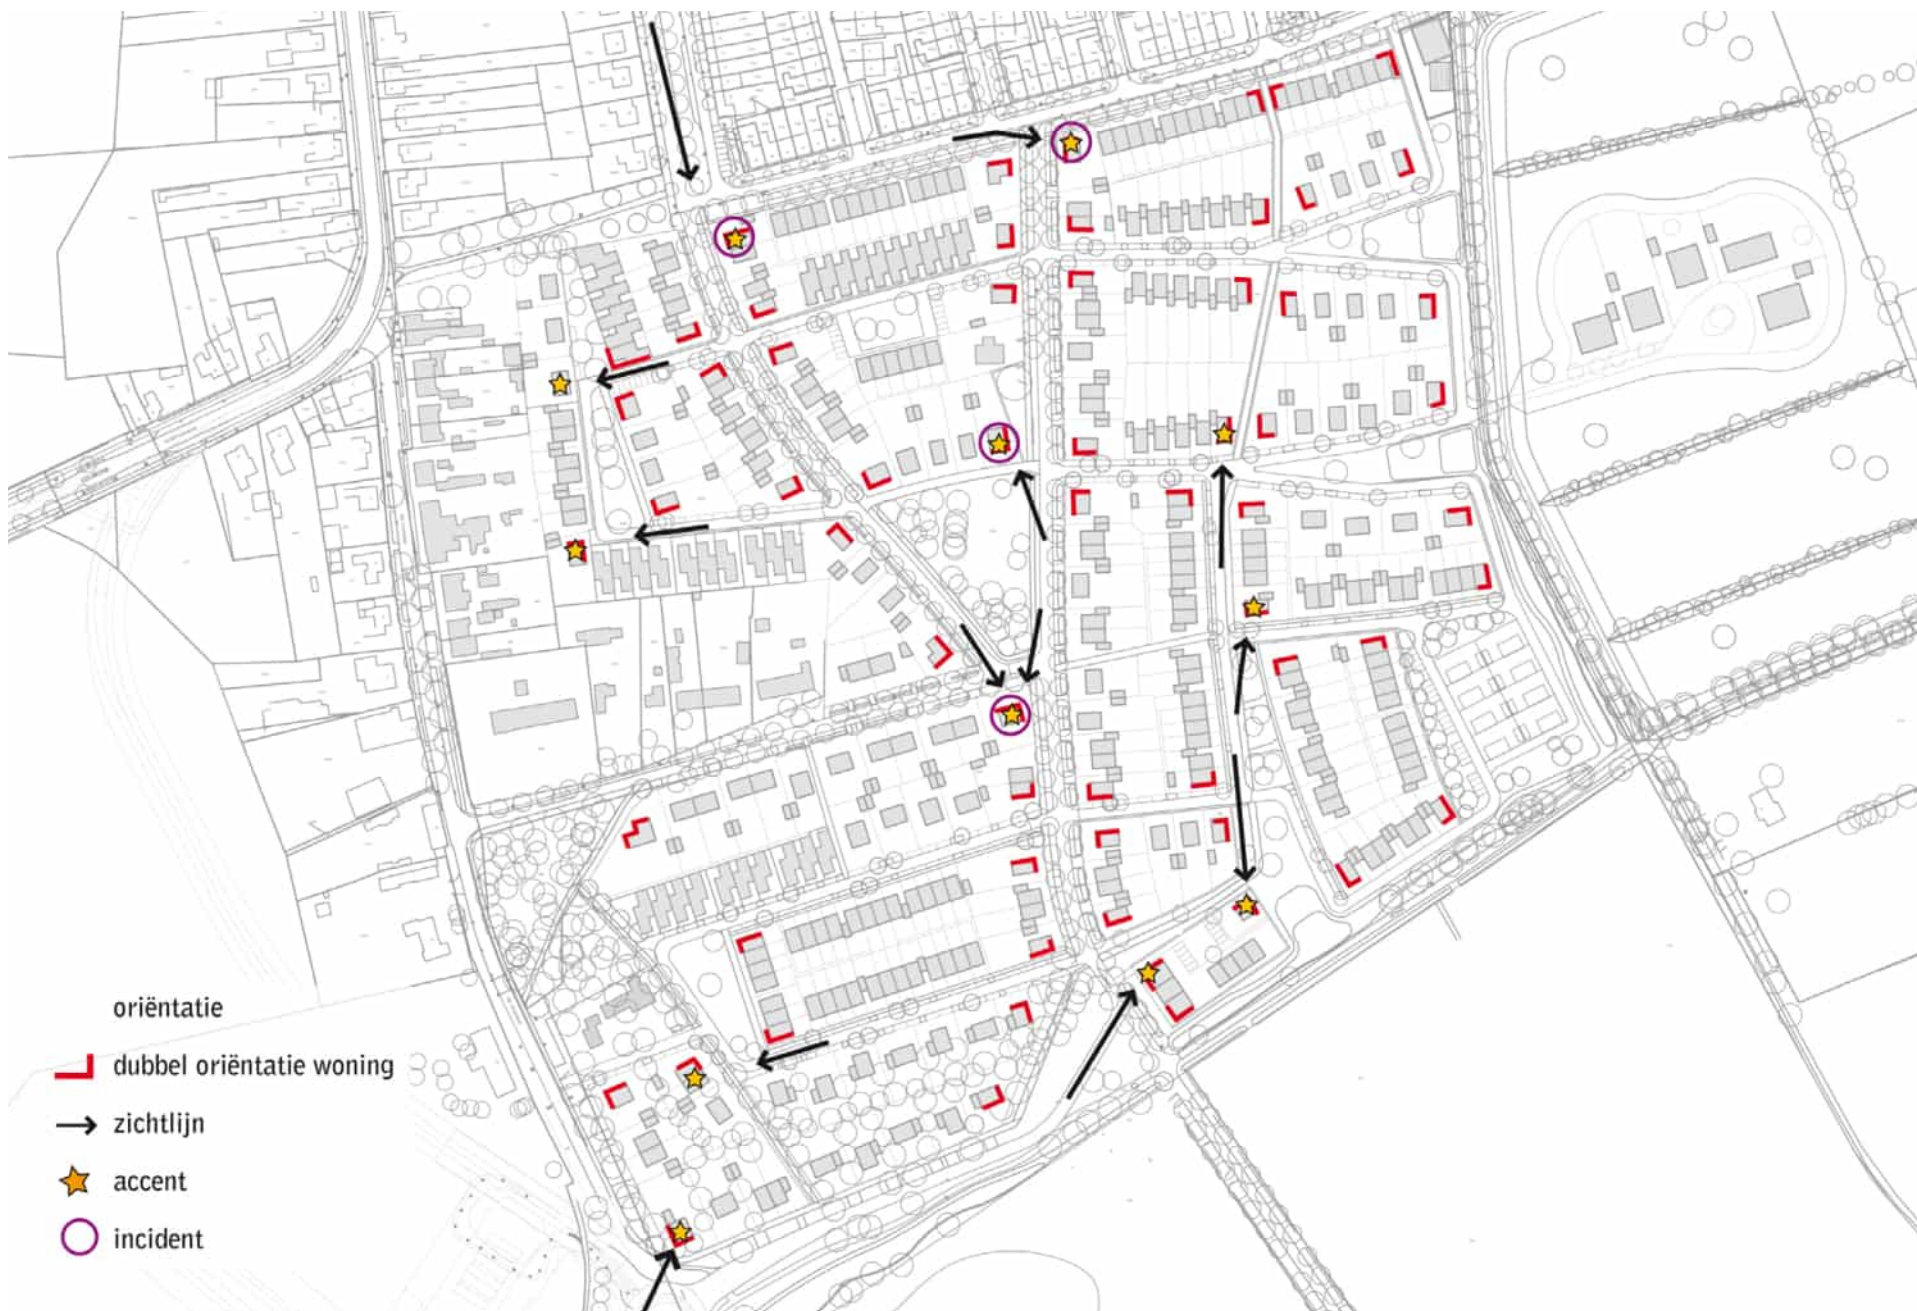 oriëntatie
dubbel oriëntatie woning
zichtlijn
accent
incident